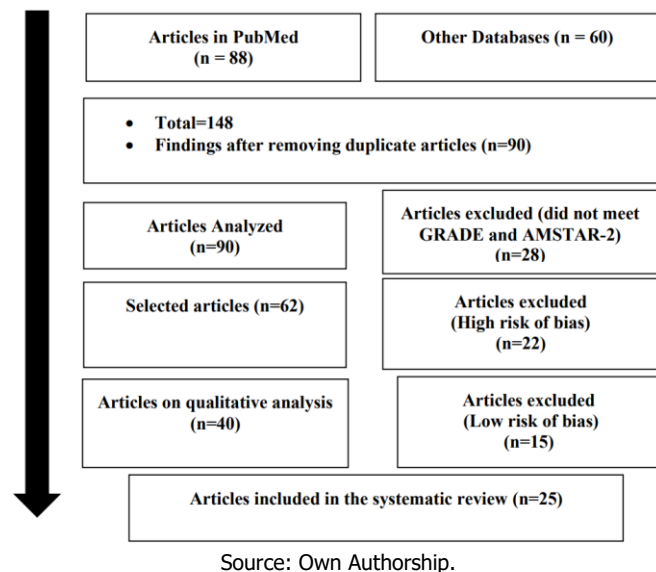 Articles in PubMed
(n = 88)
Other Databases (n = 60)
• Total=148
• Findings after removing duplicate articles (n=90)
Articles Analyzed
(n=90)
Articles excluded (did not meet
GRADE and AMSTAR-2)
(n=28)
Selected articles (n=62)
Articles excluded
(High risk of bias)
(n=22)
Articles on qualitative analysis
(n=40)
Articles excluded
(Low risk of bias)
(n=15)
Articles included in the systematic review (n=25)
Source: Own Authorship.